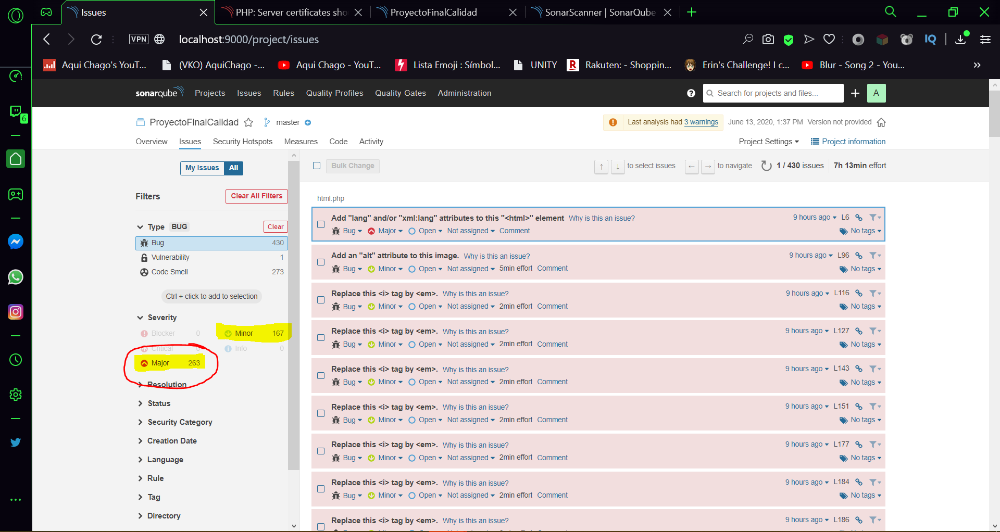 Issues
PHP: Server certificates sho
ProyectoFinalCalidad
SonarScanner | SonarQube
VPN
localhost:9000/project/issues
IQ
Aqui Chago's YouT...
(VKO) AquiChago -...
Aqui Chago - YouT...
Lista Emoji : Símbol...
UNITY
R
Rakuten: - Shoppin...
Erin's Challenge! I c...
Blur - Song 2 - You...
»
6
sonarqube
Projects
Issues
Rules
Quality Profiles
Quality Gates
Administration
Search for projects and files...
A
ProyectoFinalCalidad
master
Last analysis had 3 warnings
June 13, 2020, 1:37 PM
Version not provided
Overview
Issues
Security Hotspots
Measures
Code
Activity
Project Settings
Project information
My Issues
All
Bulk Change
↑ ↓ to select issues
← → to navigate
1 / 430 issues
7h 13min effort
Filters
Clear All Filters
Type BUG
Clear
Bug 430
Vulnerability 1
Code Smell 273
Ctrl + click to add to selection
Severity
Blocker 0
Minor 167
Critical
Info 0
Major 263
Resolution
Status
Security Category
Creation Date
Language
Rule
Tag
Directory
html.php
Add "lang" and/or "xml:lang" attributes to this "<html>" element Why is this an issue? 9 hours ago L6
Bug Major Open Not assigned Comment No tags
Add an "alt" attribute to this image. Why is this an issue? 9 hours ago L96
Bug Minor Open Not assigned 5min effort Comment No tags
Replace this <i> tag by <em>. Why is this an issue? 9 hours ago L116
Bug Minor Open Not assigned 2min effort Comment No tags
Replace this <i> tag by <em>. Why is this an issue? 9 hours ago L127
Bug Minor Open Not assigned 2min effort Comment No tags
Replace this <i> tag by <em>. Why is this an issue? 9 hours ago L143
Bug Minor Open Not assigned 2min effort Comment No tags
Replace this <i> tag by <em>. Why is this an issue? 9 hours ago L151
Bug Minor Open Not assigned 2min effort Comment No tags
Replace this <i> tag by <em>. Why is this an issue? 9 hours ago L177
Bug Minor Open Not assigned 2min effort Comment No tags
Replace this <i> tag by <em>. Why is this an issue? 9 hours ago L184
Bug Minor Open Not assigned 2min effort Comment No tags
Replace this <i> tag by <em>. Why is this an issue? 9 hours ago L186